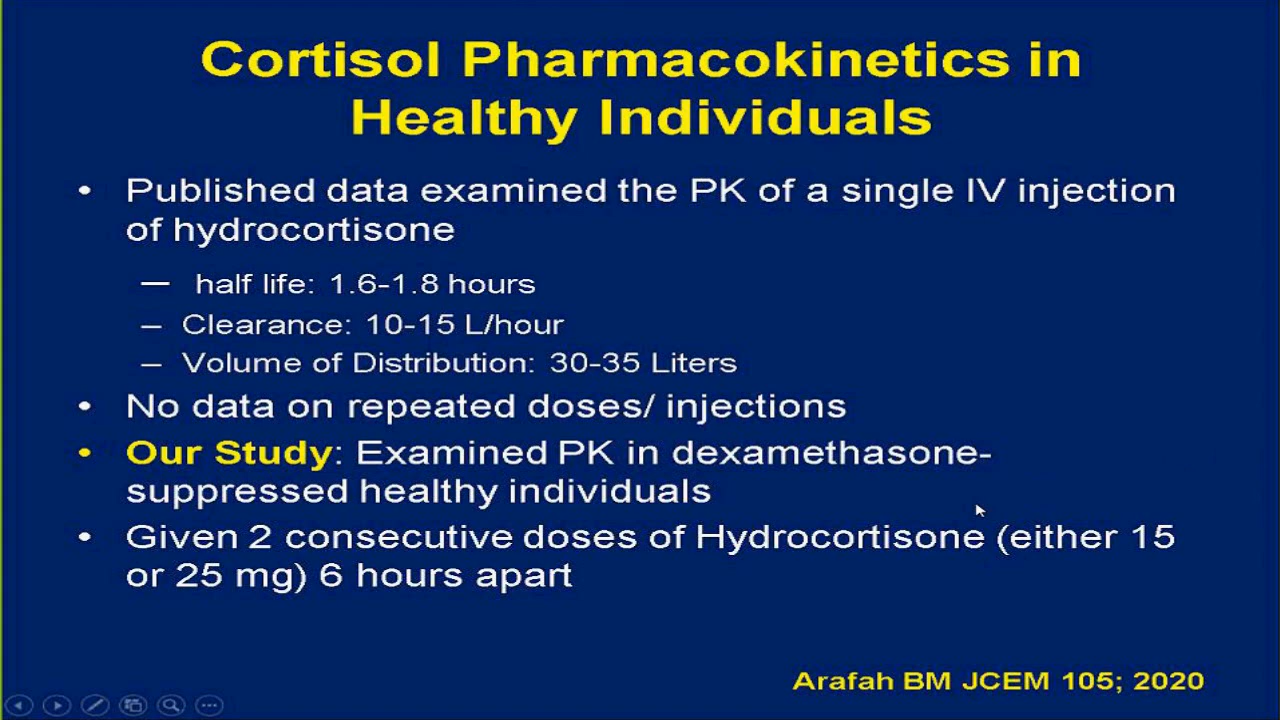 Cortisol Pharmacokinetics in
Healthy Individuals
• Published data examined the PK of a single IV injection
of hydrocortisone
— half life: 1.6-1.8 hours
– Clearance: 10-15 L/hour
– Volume of Distribution: 30-35 Liters
• No data on repeated doses/ injections
• Our Study: Examined PK in dexamethasone-
suppressed healthy individuals
• Given 2 consecutive doses of Hydrocortisone (either 15
or 25 mg) 6 hours apart
Arafah BM JCEM 105; 2020